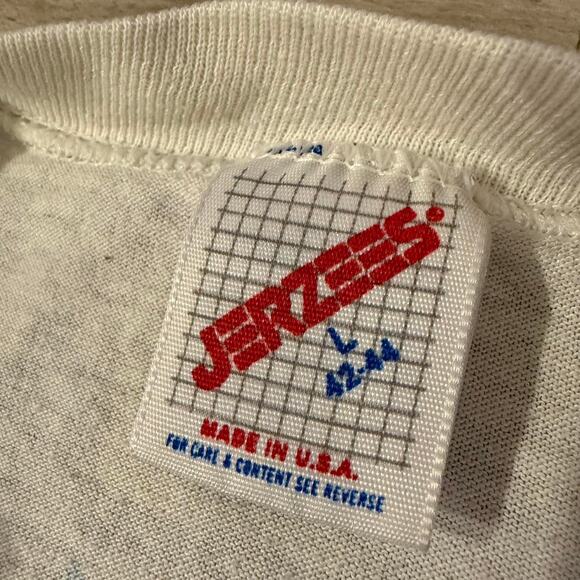 JERZEES®
L
42-44
MADE IN U.S.A.
FOR CARE & CONTENT SEE REVERSE